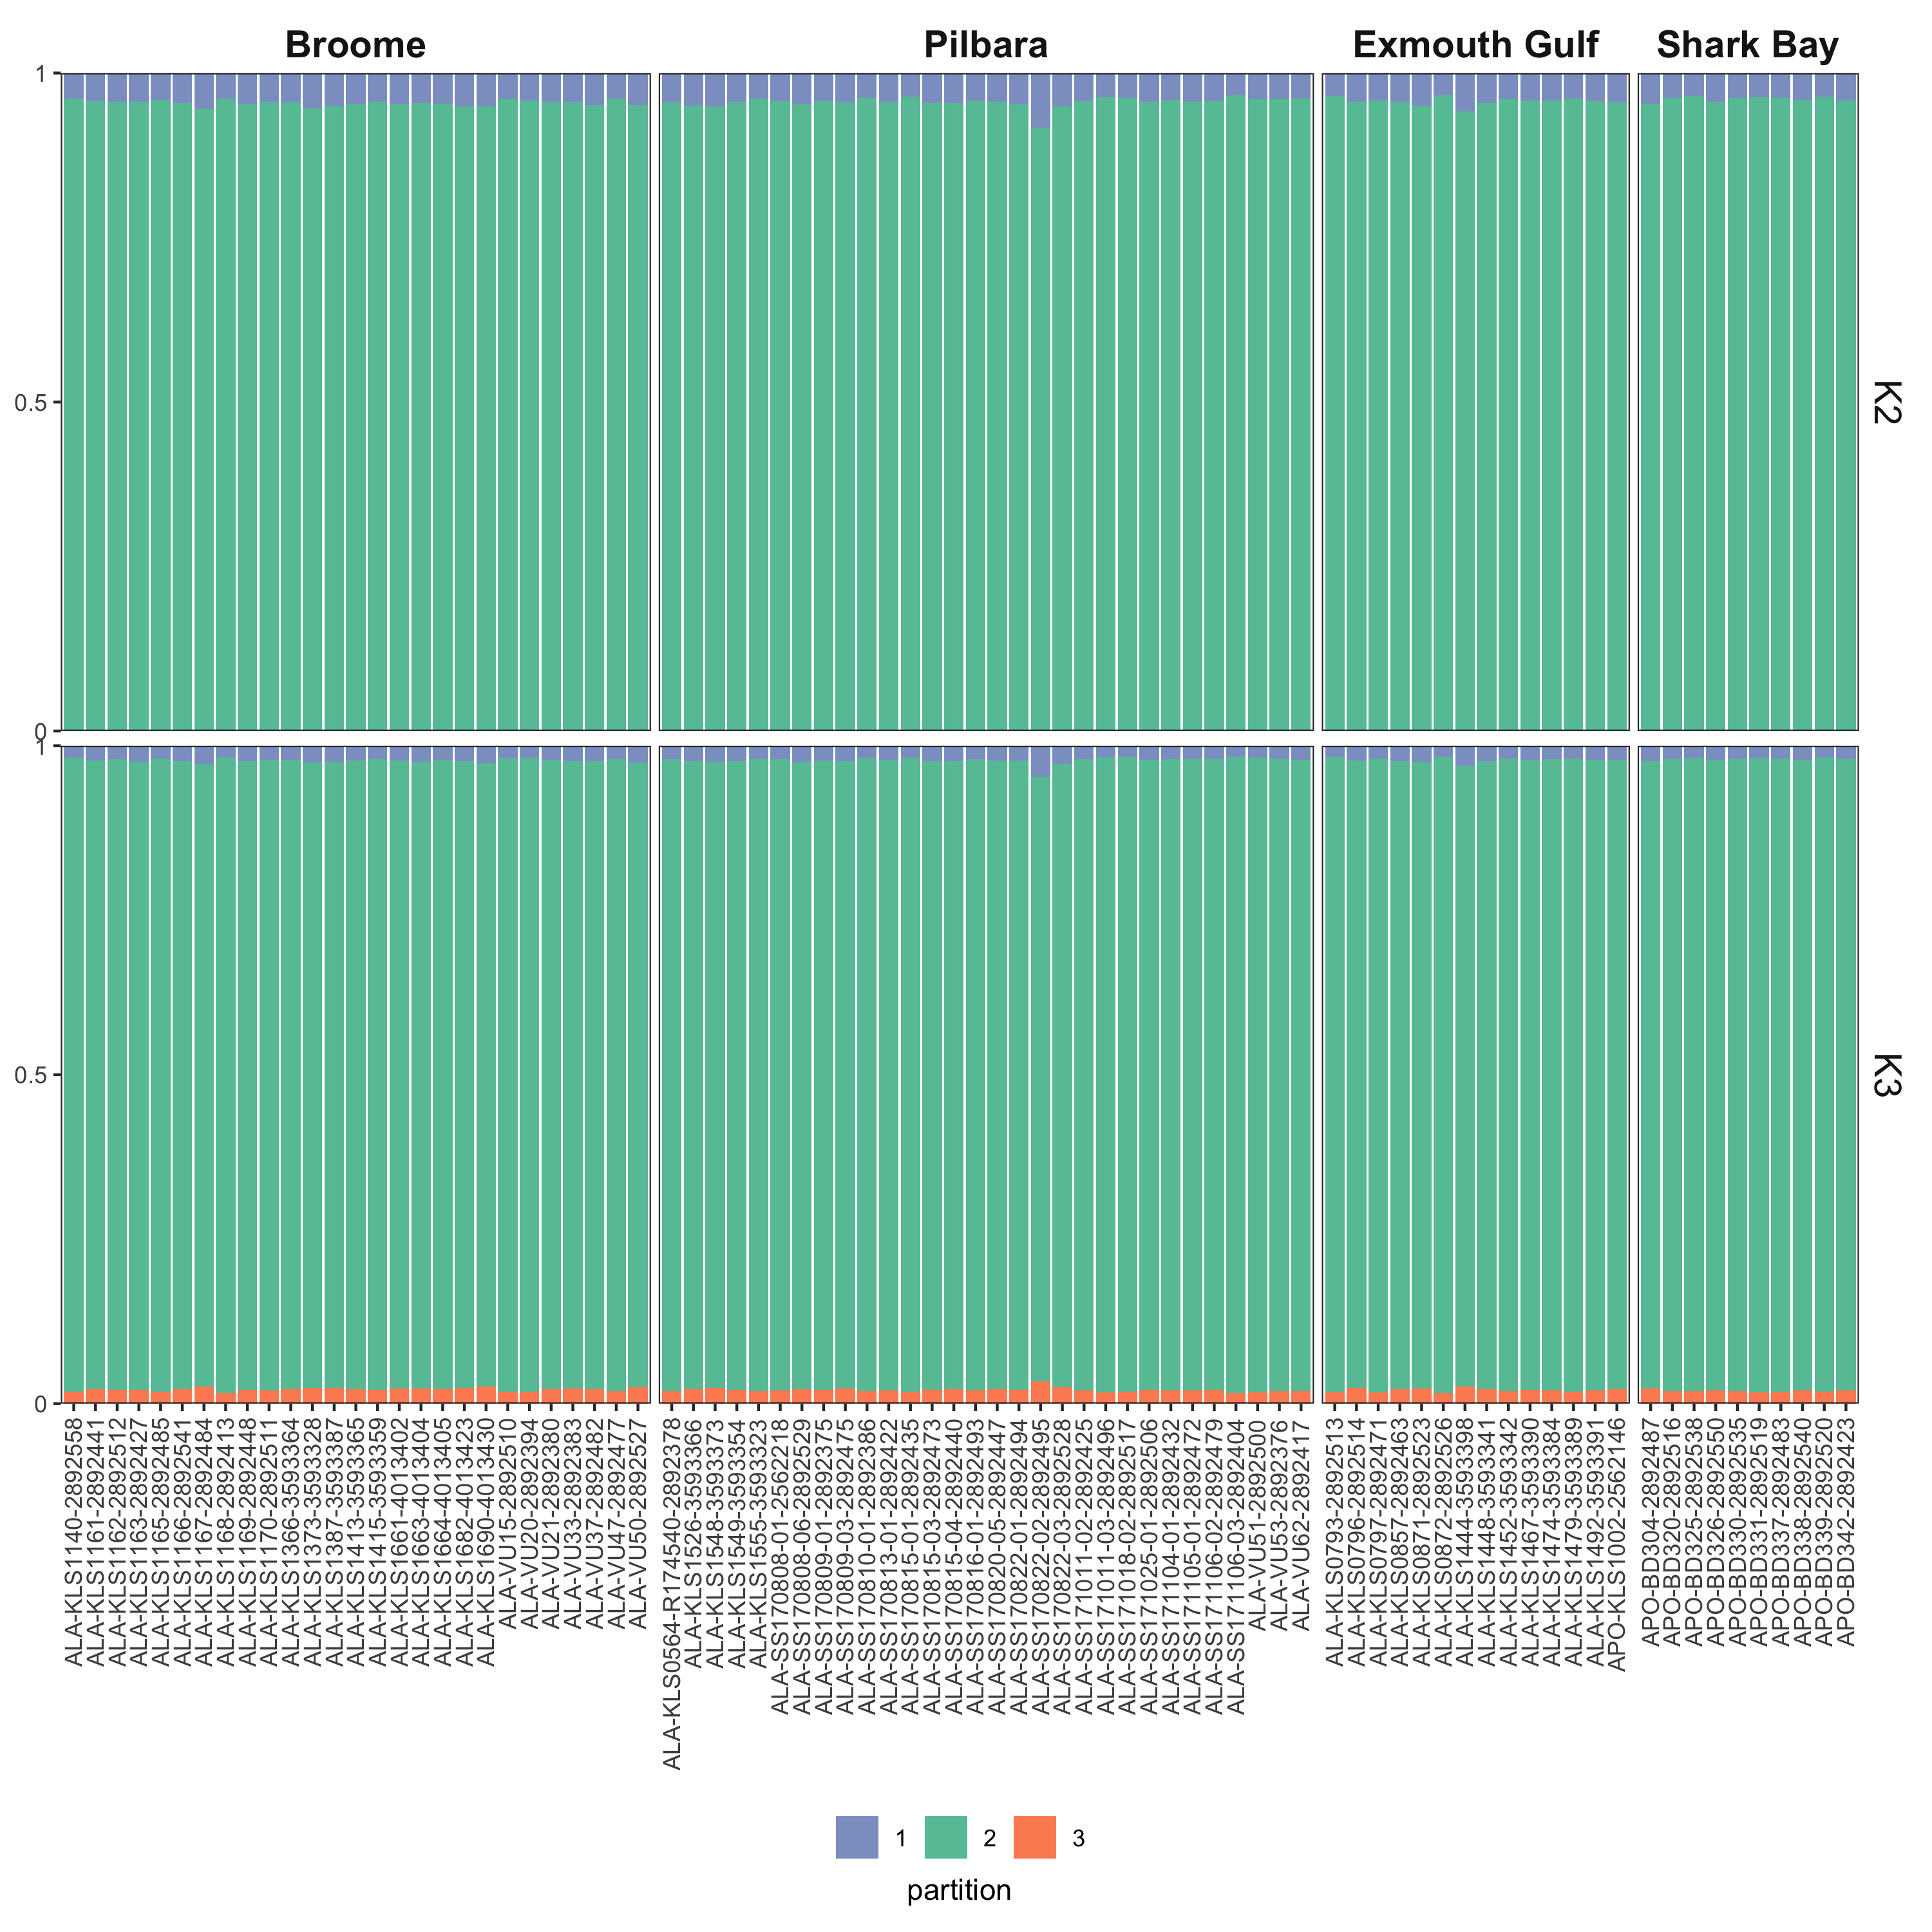 Broome Pilbara Exmouth Gulf Shark Bay
1
0.5
0
K2
1
0.5
0
K3
ALA-KLS1140-2892558
ALA-KLS1161-2892441
ALA-KLS1162-2892512
ALA-KLS1163-2892427
ALA-KLS1165-2892485
ALA-KLS1166-2892541
ALA-KLS1167-2892484
ALA-KLS1168-2892413
ALA-KLS1169-2892448
ALA-KLS1170-2892511
ALA-KLS1366-3593364
ALA-KLS1373-3593328
ALA-KLS1387-3593387
ALA-KLS1413-3593365
ALA-KLS1415-3593359
ALA-KLS1661-4013402
ALA-KLS1663-4013404
ALA-KLS1664-4013405
ALA-KLS1682-4013423
ALA-KLS1690-4013430
ALA-VU15-2892510
ALA-VU20-2892394
ALA-VU21-2892380
ALA-VU33-2892383
ALA-VU37-2892482
ALA-VU47-2892477
ALA-VU50-2892527
ALA-KLS0564-R174540-2892378
ALA-KLS1526-3593366
ALA-KLS1548-3593373
ALA-KLS1549-3593354
ALA-KLS1555-3593323
ALA-SS170808-01-2562218
ALA-SS170808-06-2892529
ALA-SS170809-01-2892375
ALA-SS170809-03-2892475
ALA-SS170810-01-2892386
ALA-SS170813-01-2892422
ALA-SS170815-01-2892435
ALA-SS170815-03-2892473
ALA-SS170815-04-2892440
ALA-SS170816-01-2892493
ALA-SS170820-05-2892447
ALA-SS170822-01-2892494
ALA-SS170822-02-2892495
ALA-SS170822-03-2892528
ALA-SS171011-02-2892425
ALA-SS171011-03-2892496
ALA-SS171018-02-2892517
ALA-SS171025-01-2892506
ALA-SS171104-01-2892432
ALA-SS171105-01-2892472
ALA-SS171106-02-2892479
ALA-SS171106-03-2892404
ALA-VU51-2892500
ALA-VU53-2892376
ALA-VU62-2892417
ALA-KLS0793-2892513
ALA-KLS0796-2892514
ALA-KLS0797-2892471
ALA-KLS0857-2892463
ALA-KLS0871-2892523
ALA-KLS0872-2892526
ALA-KLS1444-3593398
ALA-KLS1448-3593341
ALA-KLS1452-3593342
ALA-KLS1467-3593390
ALA-KLS1474-3593384
ALA-KLS1479-3593389
ALA-KLS1492-3593391
APO-KLS1002-2562146
APO-BD304-2892487
APO-BD320-2892516
APO-BD325-2892538
APO-BD326-2892550
APO-BD330-2892535
APO-BD331-2892519
APO-BD337-2892483
APO-BD338-2892540
APO-BD339-2892520
APO-BD342-2892423
1 2 3
partition